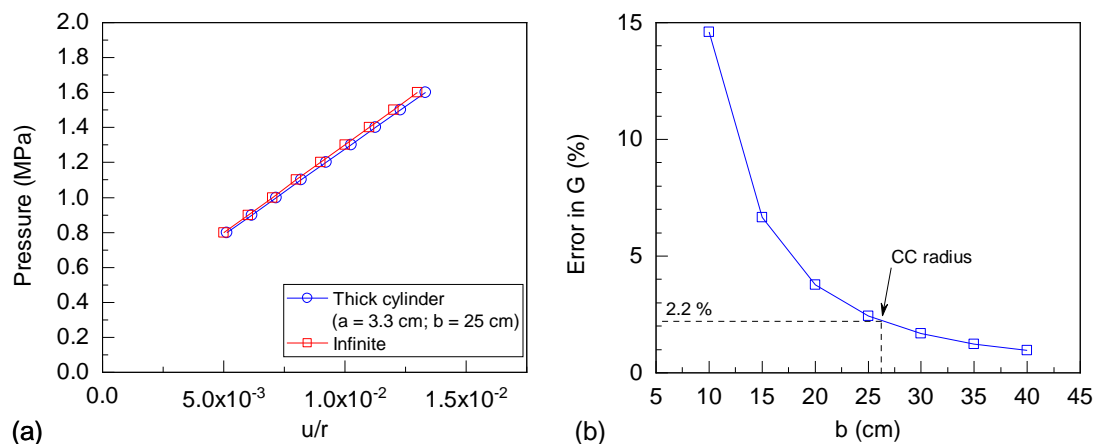 2.0
1.8
1.6
1.4
1.2
1.0
0.8
0.6
0.4
0.2
0.0
Pressure (MPa)
Thick cylinder
(a = 3.3 cm; b = 25 cm)
Infinite
0.0 5.0x10⁻³ 1.0x10⁻² 1.5x10⁻²
u/r
(a)
15
10
5
0
Error in G (%)
CC radius
2.2 %
5 10 15 20 25 30 35 40 45
b (cm)
(b)